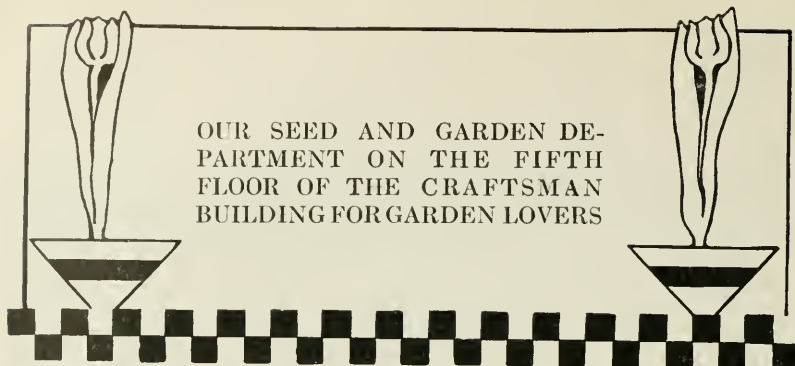 OUR SEED AND GARDEN DE-
PARTMENT ON THE FIFTH
FLOOR OF THE CRAFTSMAN
BUILDING FOR GARDEN LOVERS